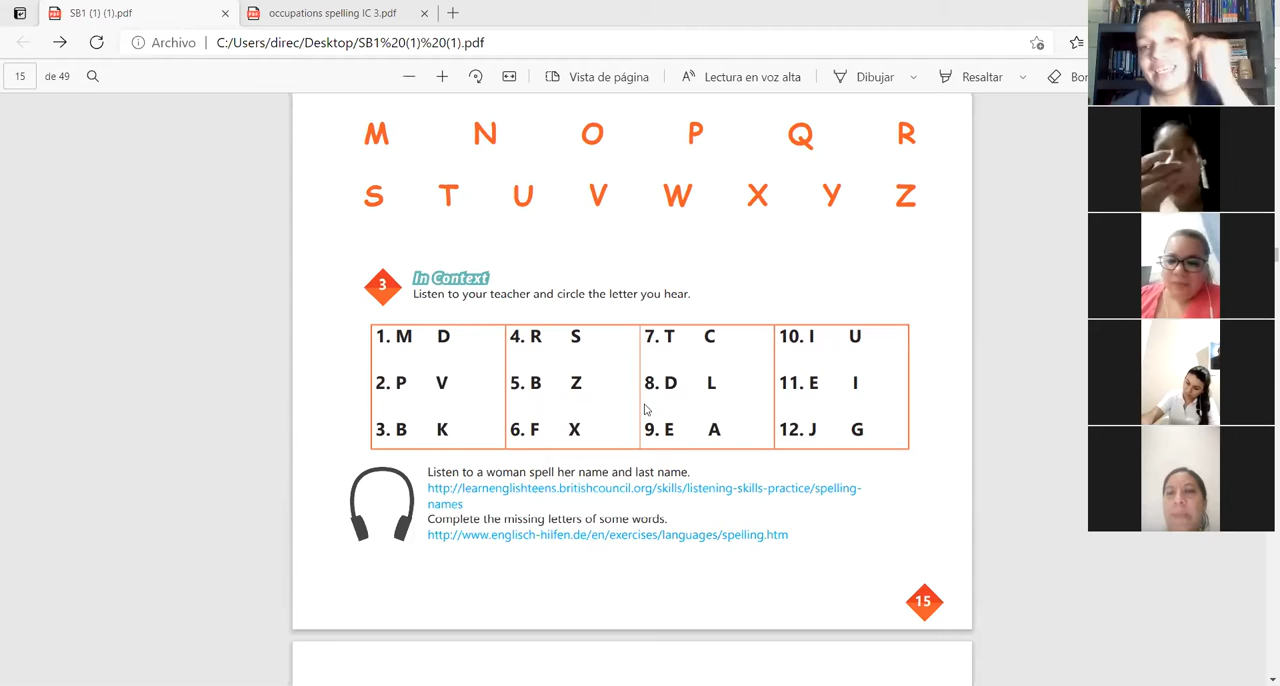 SB1 (1) (1).pdf
occupations spelling IC 3.pdf
Archivo
C:/Users/direc/Desktop/SB1%20(1)%20(1).pdf
15
de 49
Vista de página
Lectura en voz alta
Dibujar
Resaltar
M N O P Q R
S T U V W X Y Z
3
In Context
Listen to your teacher and circle the letter you hear.
1. M D 4. R S 7. T C 10. I U
2. P V 5. B Z 8. D L 11. E I
3. B K 6. F X 9. E A 12. J G
Listen to a woman spell her name and last name.
http://learnenglishteens.britishcouncil.org/skills/listening-skills-practice/spelling-
names
Complete the missing letters of some words.
http://www.englisch-hilfen.de/en/exercises/languages/spelling.htm
15